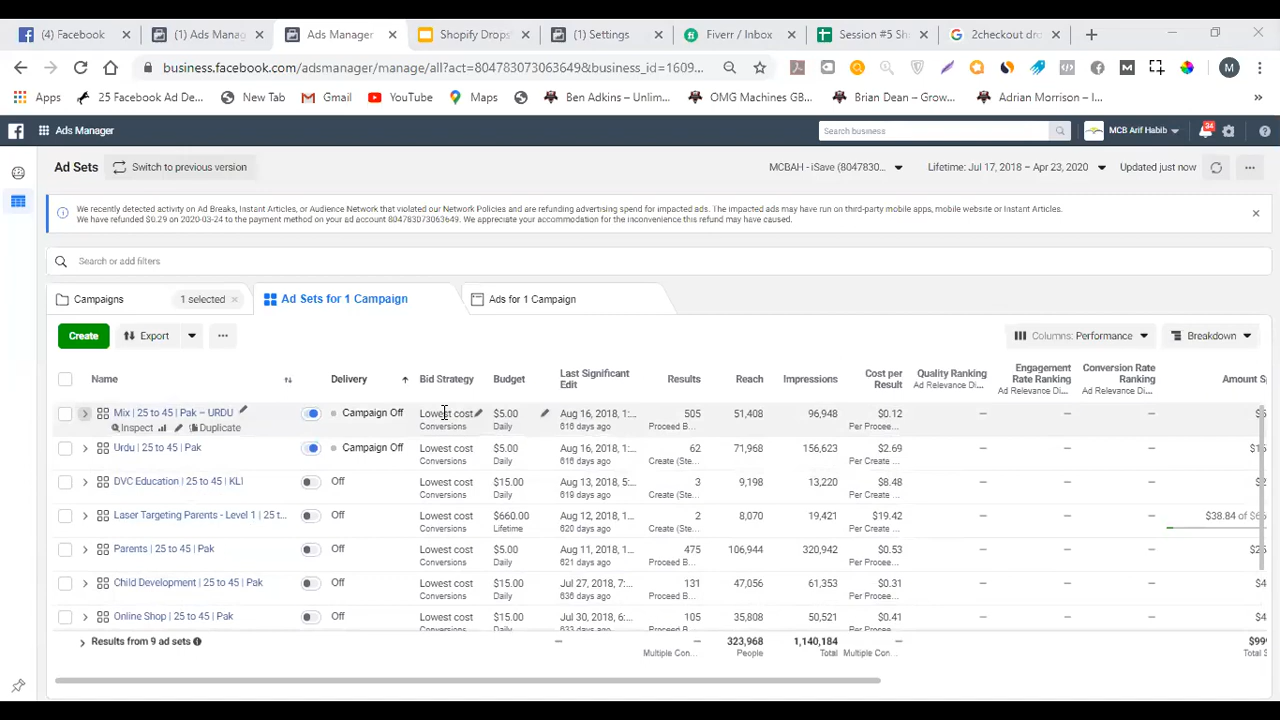 (4) Facebook
(1) Ads Manag
Ads Manager
Shopify Drops
(1) Settings
Fiverr / Inbox
Session #5 Sh
2checkout dr
business.facebook.com/adsmanager/manage/all?act=804783073063649&business_id=1609...
M
Apps
25 Facebook Ad De...
New Tab
Gmail
YouTube
Maps
Ben Adkins – Unlim...
OMG Machines GB...
Brian Dean – Grow...
Adrian Morrison – I...
»
Ads Manager
Search business
MCB Arif Habib
34
Ad Sets
Switch to previous version
MCBAH - iSave (8047830...
Lifetime: Jul 17, 2018 – Apr 23, 2020
Updated just now
We recently detected activity on Ad Breaks, Instant Articles, or Audience Network that violated our Network Policies and are refunding advertising spend for impacted ads. The impacted ads may have run on third-party mobile apps, mobile website or Instant Articles.
We have refunded $0.29 on 2020-03-24 to the payment method on your ad account 804783073063649. We appreciate your accommodation for the inconvenience this refund may have caused.
Search or add filters
Campaigns
1 selected
Ad Sets for 1 Campaign
Ads for 1 Campaign
Create
Export
Columns: Performance
Breakdown
Name
Delivery
Bid Strategy
Budget
Last Significant Edit
Results
Reach
Impressions
Cost per Result
Quality Ranking
Ad Relevance Di...
Engagement Rate Ranking
Ad Relevance Di...
Conversion Rate Ranking
Ad Relevance Di...
Amount S
Mix | 25 to 45 | Pak – URDU
Campaign Off
Lowest cost
$5.00
Aug 16, 2018, 1:...
505
51,408
96,948
$0.12
—
—
—
Inspect
Duplicate
Conversions
Daily
616 days ago
Proceed B...
Per Procee...
Urdu | 25 to 45 | Pak
Campaign Off
Lowest cost
$5.00
Aug 16, 2018, 1:...
62
71,968
156,623
$2.69
—
—
—
Conversions
Daily
616 days ago
Create (Ste...
Per Create ...
DVC Education | 25 to 45 | KLI
Off
Lowest cost
$15.00
Aug 13, 2018, 5:...
3
9,198
13,220
$8.48
—
—
—
Conversions
Daily
619 days ago
Create (Ste...
Per Create ...
Laser Targeting Parents - Level 1 | 25 t...
Off
Lowest cost
$660.00
Aug 12, 2018, 1:...
2
8,070
19,421
$19.42
—
—
—
$38.84 of $6
Conversions
Lifetime
620 days ago
Create (Ste...
Per Create ...
Parents | 25 to 45 | Pak
Off
Lowest cost
$5.00
Aug 11, 2018, 1:...
475
106,944
320,942
$0.53
—
—
—
Conversions
Daily
621 days ago
Proceed B...
Per Procee...
Child Development | 25 to 45 | Pak
Off
Lowest cost
$15.00
Jul 27, 2018, 7:...
131
47,056
61,353
$0.31
—
—
—
Conversions
Daily
636 days ago
Proceed B...
Per Procee...
Online Shop | 25 to 45 | Pak
Off
Lowest cost
$15.00
Jul 30, 2018, 6:...
105
35,808
50,521
$0.41
—
—
—
Conversions
Daily
633 days ago
Proceed B...
Per Procee...
Results from 9 ad sets
—
—
323,968
1,140,184
—
$99
Multiple Con...
People
Total
Multiple Con...
Total S